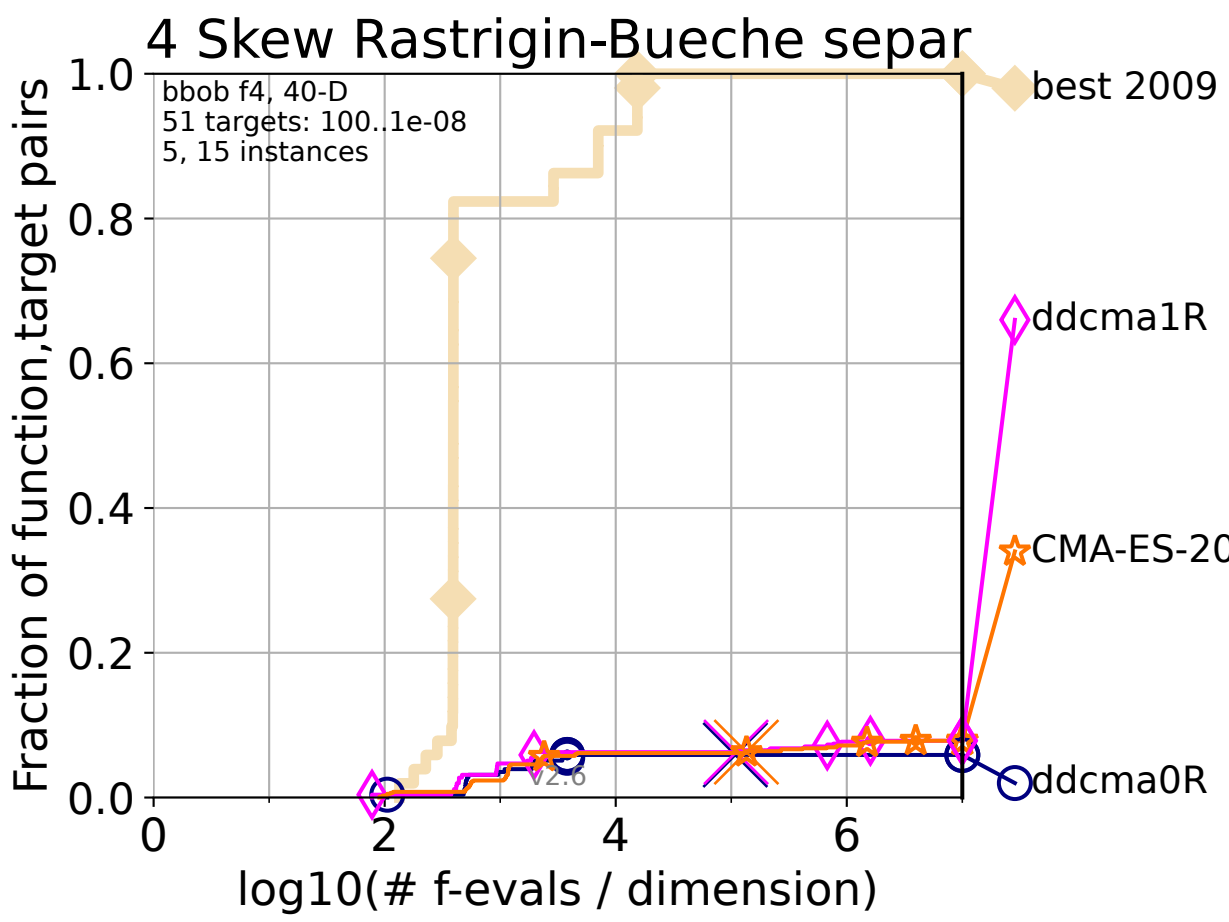 4 Skew Rastrigin-Bueche separ
bbob f4, 40-D
51 targets: 100..1e-08
5, 15 instances
Fraction of function,target pairs
1.0
0.8
0.6
0.4
0.2
0.0
0
2
4
6
log10(# f-evals / dimension)
v2.6
best 2009
ddcma1R
CMA-ES-20
ddcma0R